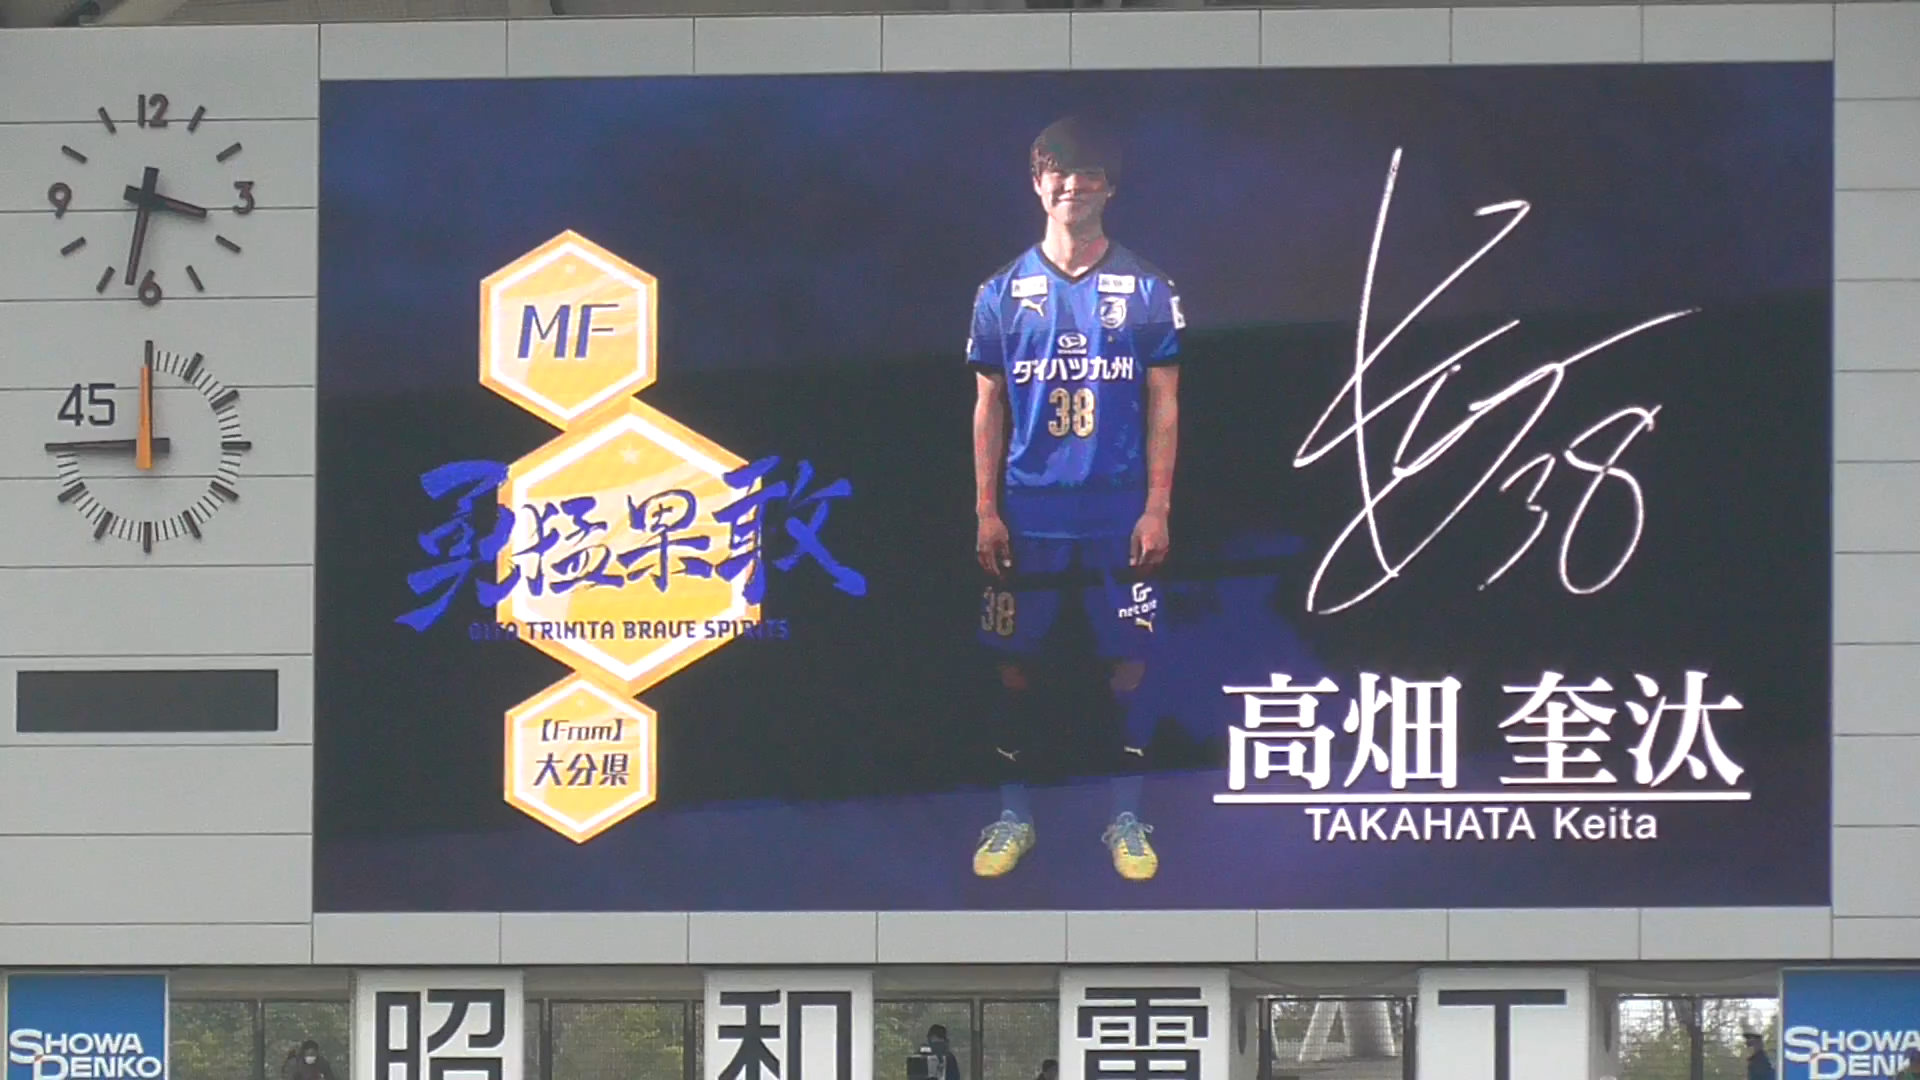 12
9
3
6
45
MF
勇猛果敢
OITA TRINITA BRAVE SPIRITS
【From】
大分県
ダイハツ九州
38
38
38
高畑 奎汰
TAKAHATA Keita
SHOWA
DENKO
昭和電工
SHOWA
DENK